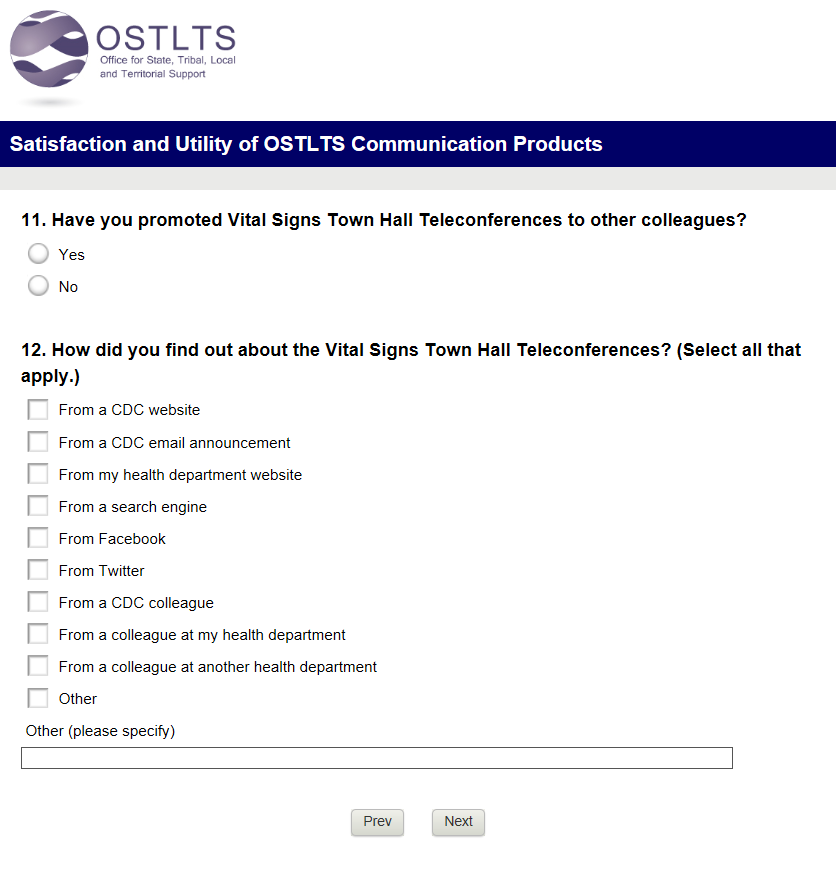 OSTLTS
Office for State, Tribal, Local
and Territorial Support
Satisfaction and Utility of OSTLTS Communication Products
11. Have you promoted Vital Signs Town Hall Teleconferences to other colleagues?
Yes
No
12. How did you find out about the Vital Signs Town Hall Teleconferences? (Select all that
apply.)
From a CDC website
From a CDC email announcement
From my health department website
From a search engine
From Facebook
From Twitter
From a CDC colleague
From a colleague at my health department
From a colleague at another health department
Other
Other (please specify)
Prev Next